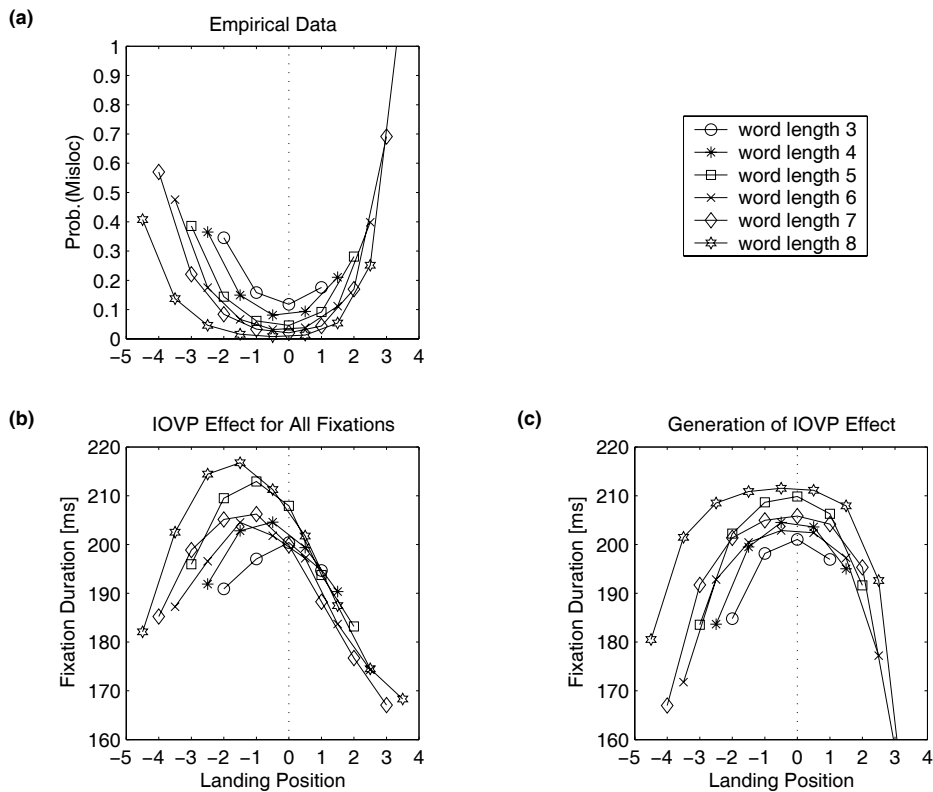 (a)
Empirical Data
1
0.9
0.8
0.7
0.6
0.5
0.4
0.3
0.2
0.1
0
Prob.(Misloc)
−5 −4 −3 −2 −1 0 1 2 3 4
word length 3
word length 4
word length 5
word length 6
word length 7
word length 8
(b)
IOVP Effect for All Fixations
220
210
200
190
180
170
160
Fixation Duration [ms]
−5 −4 −3 −2 −1 0 1 2 3 4
Landing Position
(c)
Generation of IOVP Effect
220
210
200
190
180
170
160
Fixation Duration [ms]
−5 −4 −3 −2 −1 0 1 2 3 4
Landing Position